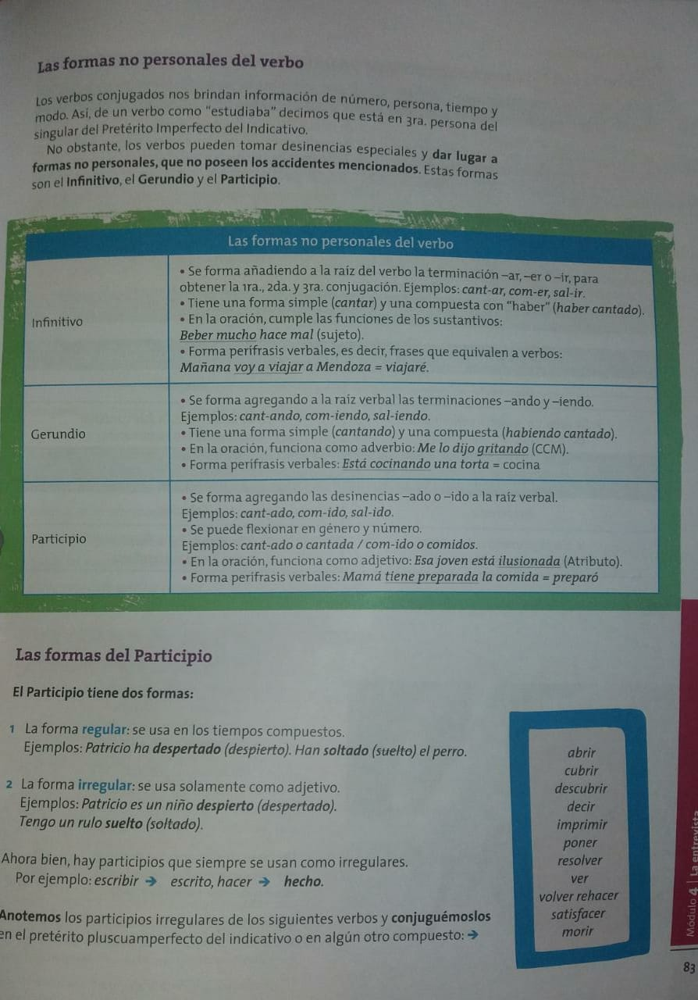 Las formas no personales del verbo
Los verbos conjugados nos brindan información de número, persona, tiempo y
modo. Así, de un verbo como "estudiaba" decimos que está en 3ra. persona del
singular del Pretérito Imperfecto del Indicativo.
No obstante, los verbos pueden tomar desinencias especiales y dar lugar a
formas no personales, que no poseen los accidentes mencionados. Estas formas
son el Infinitivo, el Gerundio y el Participio.
Las formas no personales del verbo
Infinitivo
• Se forma añadiendo a la raíz del verbo la terminación –ar, –er o –ir, para
obtener la 1ra., 2da. y 3ra. conjugación. Ejemplos: cant-ar, com-er, sal-ir.
• Tiene una forma simple (cantar) y una compuesta con "haber" (haber cantado).
• En la oración, cumple las funciones de los sustantivos:
Beber mucho hace mal (sujeto).
• Forma perífrasis verbales, es decir, frases que equivalen a verbos:
Mañana voy a viajar a Mendoza = viajaré.
Gerundio
• Se forma agregando a la raíz verbal las terminaciones –ando y –iendo.
Ejemplos: cant-ando, com-iendo, sal-iendo.
• Tiene una forma simple (cantando) y una compuesta (habiendo cantado).
• En la oración, funciona como adverbio: Me lo dijo gritando (CCM).
• Forma perífrasis verbales: Está cocinando una torta = cocina
Participio
• Se forma agregando las desinencias –ado o –ido a la raíz verbal.
Ejemplos: cant-ado, com-ido, sal-ido.
• Se puede flexionar en género y número.
Ejemplos: cant-ado o cantada / com-ido o comidos.
• En la oración, funciona como adjetivo: Esa joven está ilusionada (Atributo).
• Forma perífrasis verbales: Mamá tiene preparada la comida = preparó
Las formas del Participio
El Participio tiene dos formas:
1 La forma regular: se usa en los tiempos compuestos.
Ejemplos: Patricio ha despertado (despierto). Han soltado (suelto) el perro.
2 La forma irregular: se usa solamente como adjetivo.
Ejemplos: Patricio es un niño despierto (despertado).
Tengo un rulo suelto (soltado).
Ahora bien, hay participios que siempre se usan como irregulares.
Por ejemplo: escribir → escrito, hacer → hecho.
Anotemos los participios irregulares de los siguientes verbos y conjuguémoslos
en el pretérito pluscuamperfecto del indicativo o en algún otro compuesto: →
abrir
cubrir
descubrir
decir
imprimir
poner
resolver
ver
volver rehacer
satisfacer
morir
Módulo 4 | La entrevista
83